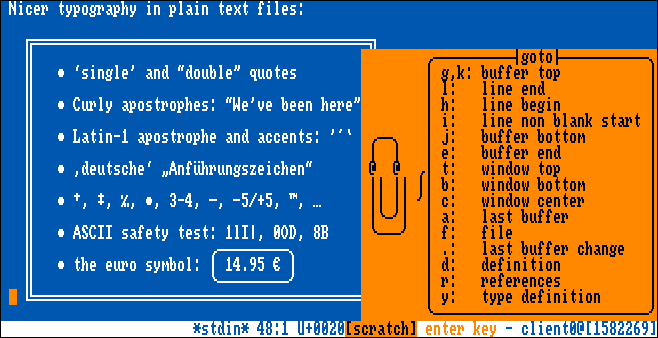 Nicer typography in plain text files:
• ‘single’ and “double” quotes
• Curly apostrophes: “We’ve been here”
• Latin-1 apostrophe and accents: '´`
• ‚deutsche‘ „Anführungszeichen“
• †, ‡, ‰, •, 3–4, —, −5/+5, ™, …
• ASCII safety test: 1lI|, 0OD, 8B
• the euro symbol: 14.95 €
goto
g,k: buffer top
l: line end
h: line begin
i: line non blank start
j: buffer bottom
e: buffer end
t: window top
b: window bottom
c: window center
a: last buffer
f: file
.: last buffer change
d: definition
r: references
y: type definition
*stdin* 48:1 U+0020[scratch] enter key - client0@[1582269]